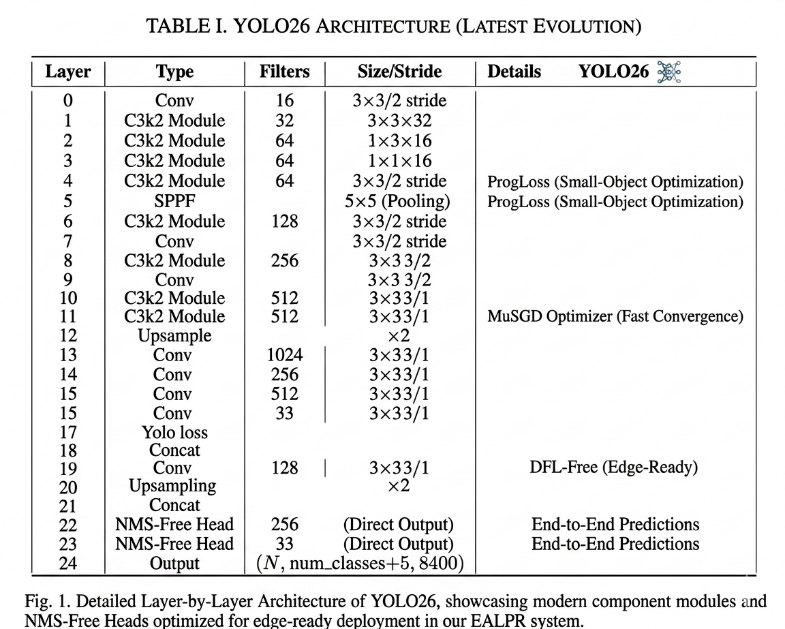 TABLE I. YOLO26 ARCHITECTURE (LATEST EVOLUTION)
Layer Type Filters Size/Stride Details YOLO26
0 Conv 16 3×3/2 stride
1 C3k2 Module 32 3×3×32
2 C3k2 Module 64 1×3×16
3 C3k2 Module 64 1×1×16
4 C3k2 Module 64 3×3/2 stride ProgLoss (Small-Object Optimization)
5 SPPF 5×5 (Pooling) ProgLoss (Small-Object Optimization)
6 C3k2 Module 128 3×3/2 stride
7 Conv 3×3/2 stride
8 C3k2 Module 256 3×3 3/2
9 Conv 3×3 3/2
10 C3k2 Module 512 3×33/1
11 C3k2 Module 512 3×33/1 MuSGD Optimizer (Fast Convergence)
12 Upsample ×2
13 Conv 1024 3×33/1
14 Conv 256 3×33/1
15 Conv 512 3×33/1
15 Conv 33 3×33/1
17 Yolo loss
18 Concat
19 Conv 128 3×33/1 DFL-Free (Edge-Ready)
20 Upsampling ×2
21 Concat
22 NMS-Free Head 256 (Direct Output) End-to-End Predictions
23 NMS-Free Head 33 (Direct Output) End-to-End Predictions
24 Output (N, num_classes+5, 8400)
Fig. 1. Detailed Layer-by-Layer Architecture of YOLO26, showcasing modern component modules and
NMS-Free Heads optimized for edge-ready deployment in our EALPR system.